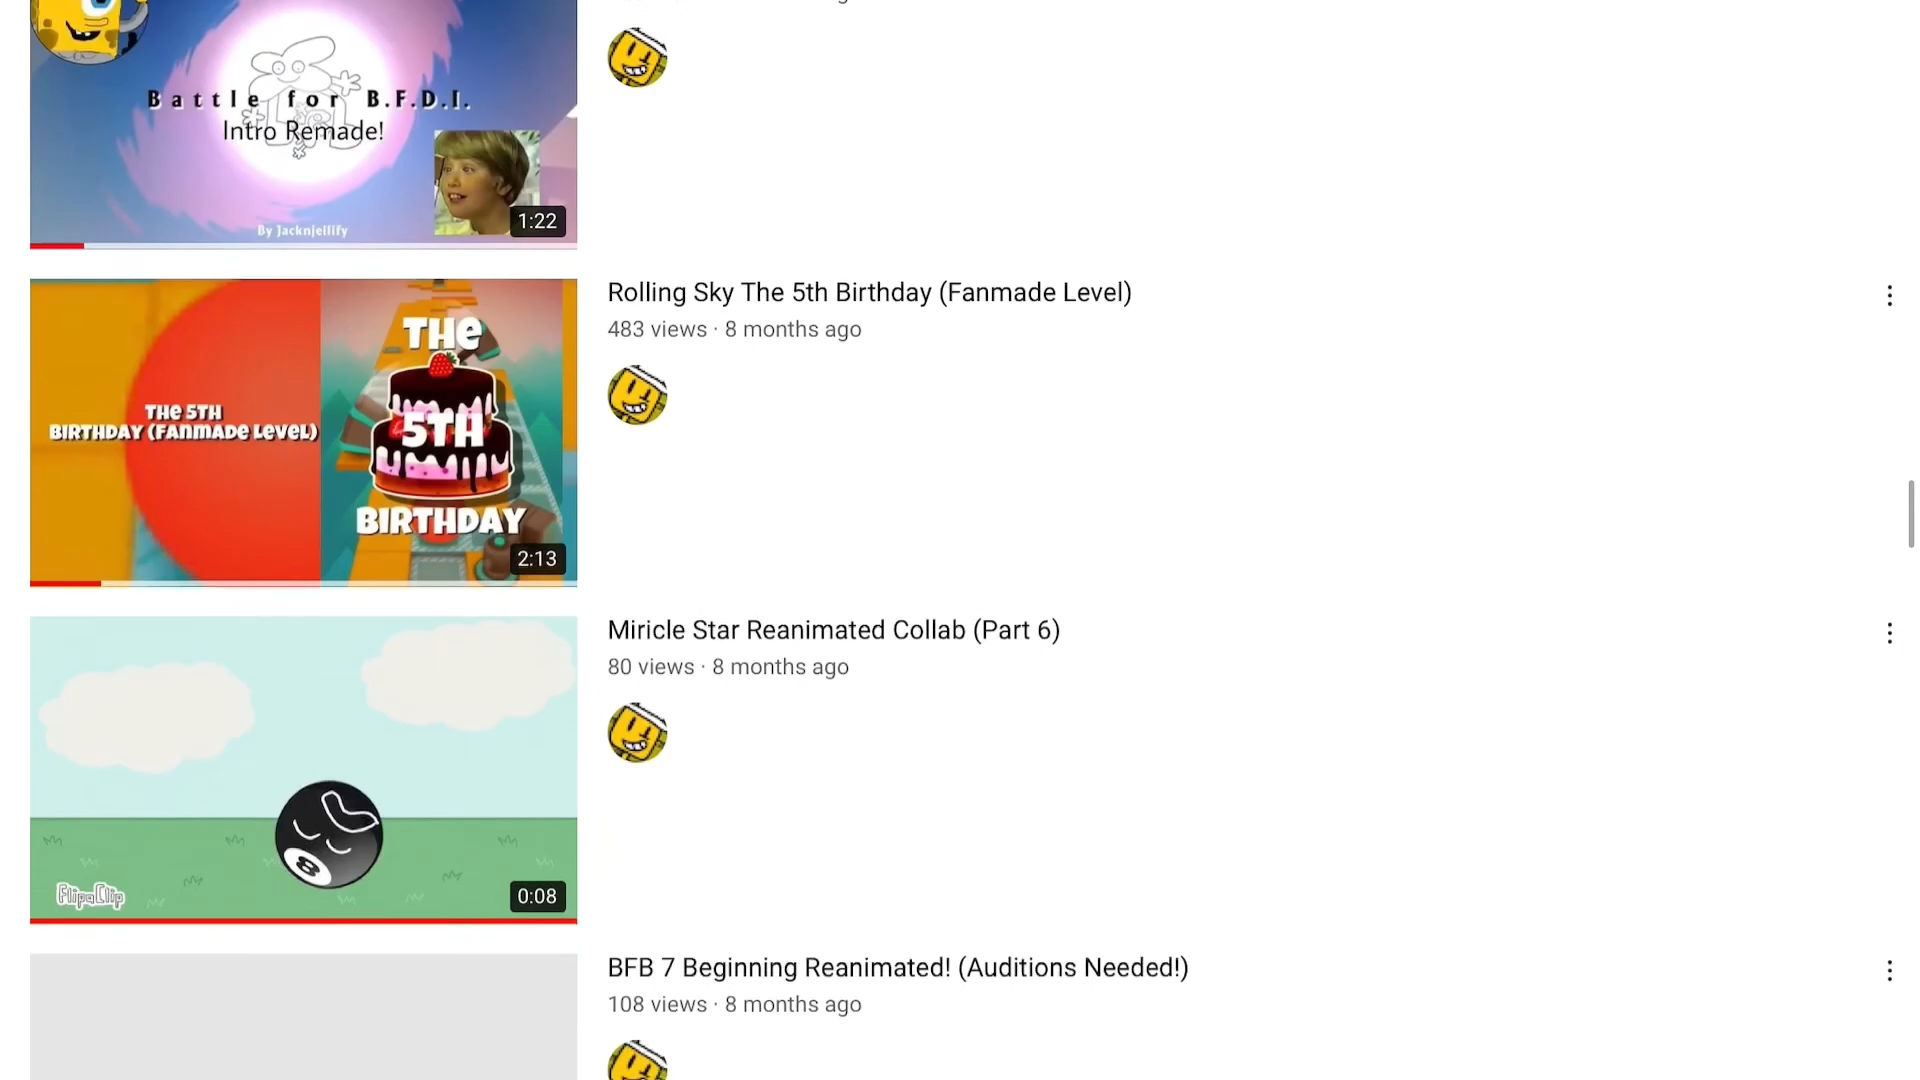 Battle for B.F.D.I.
Intro Remade!
By Jacknjellify
1:22
Rolling Sky The 5th Birthday (Fanmade Level)
483 views · 8 months ago
THe 5TH
BIRTHDAY (FANMADE LeVeL)
THe
5TH
BIRTHDAY
2:13
Miricle Star Reanimated Collab (Part 6)
80 views · 8 months ago
8
FlipaClip
0:08
BFB 7 Beginning Reanimated! (Auditions Needed!)
108 views · 8 months ago